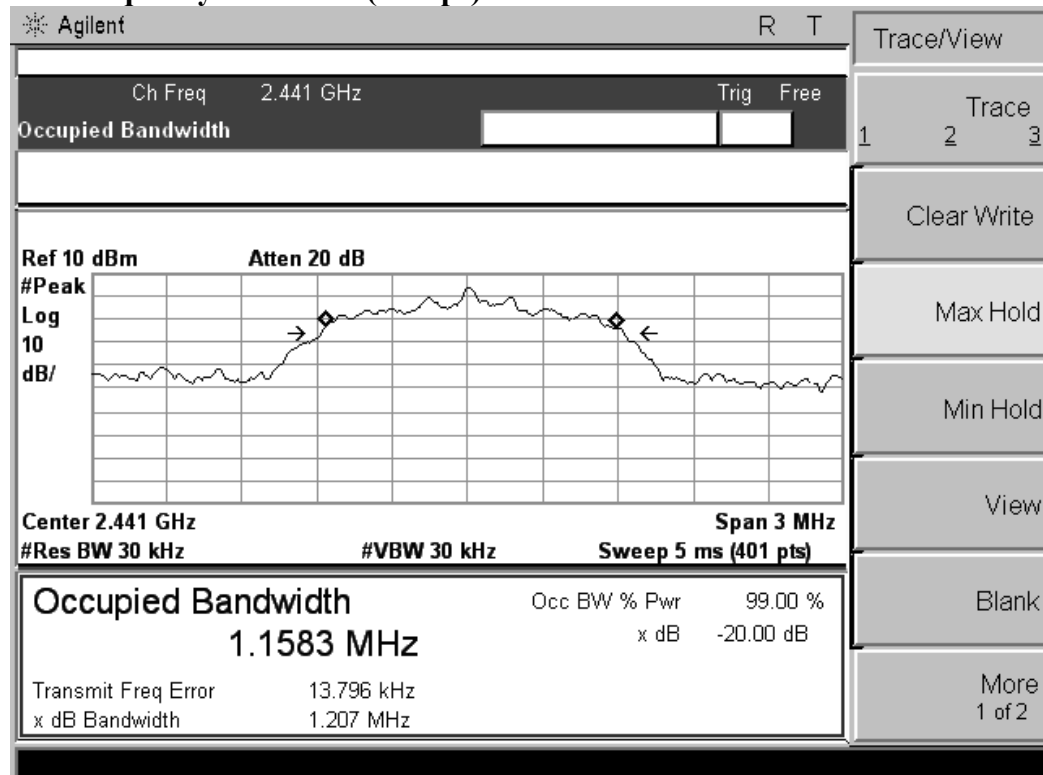 Agilent R T
Trace/View
Ch Freq 2.441 GHz Trig Free
Occupied Bandwidth
Trace
1 2 3
Clear Write
Ref 10 dBm Atten 20 dB
#Peak
Log
10
dB/
Max Hold
Min Hold
Center 2.441 GHz Span 3 MHz
#Res BW 30 kHz #VBW 30 kHz Sweep 5 ms (401 pts)
View
Occupied Bandwidth
1.1583 MHz
Occ BW % Pwr 99.00 %
x dB -20.00 dB
Transmit Freq Error 13.796 kHz
x dB Bandwidth 1.207 MHz
Blank
More
1 of 2